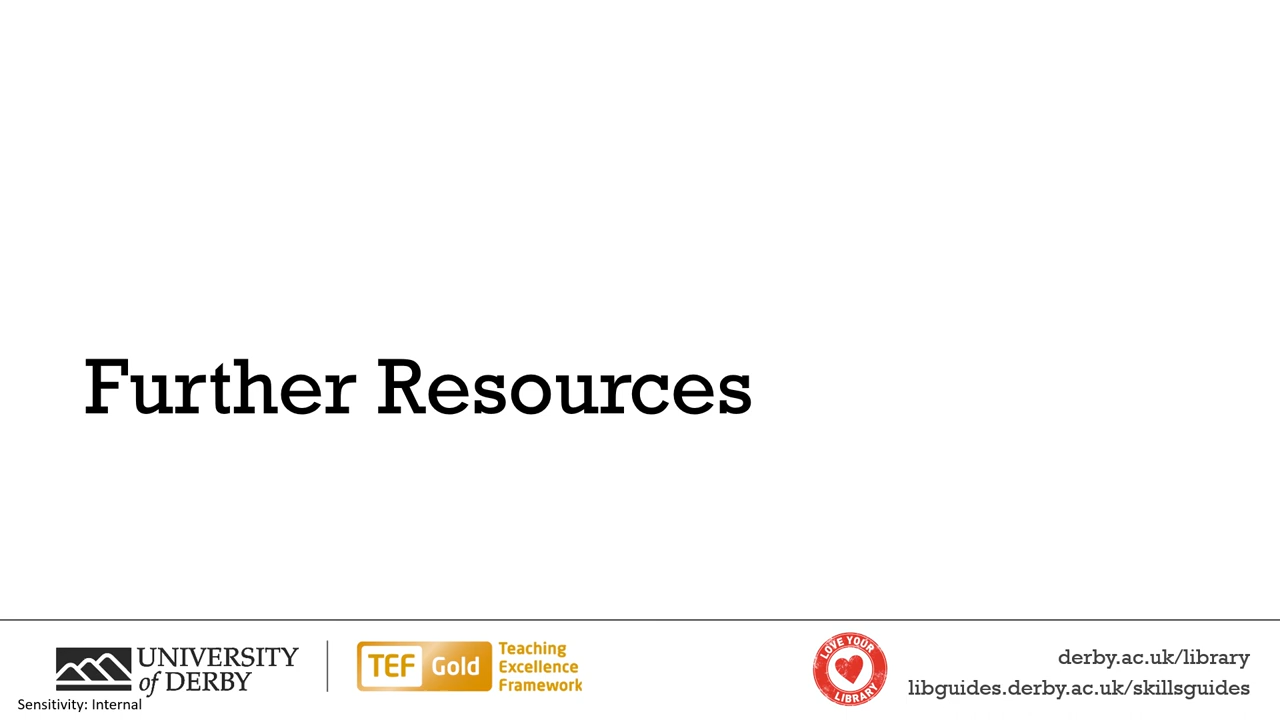 Further Resources
UNIVERSITY
of DERBY
TEF Gold
Teaching
Excellence
Framework
LOVE YOUR
LIBRARY
derby.ac.uk/library
libguides.derby.ac.uk/skillsguides
Sensitivity: Internal